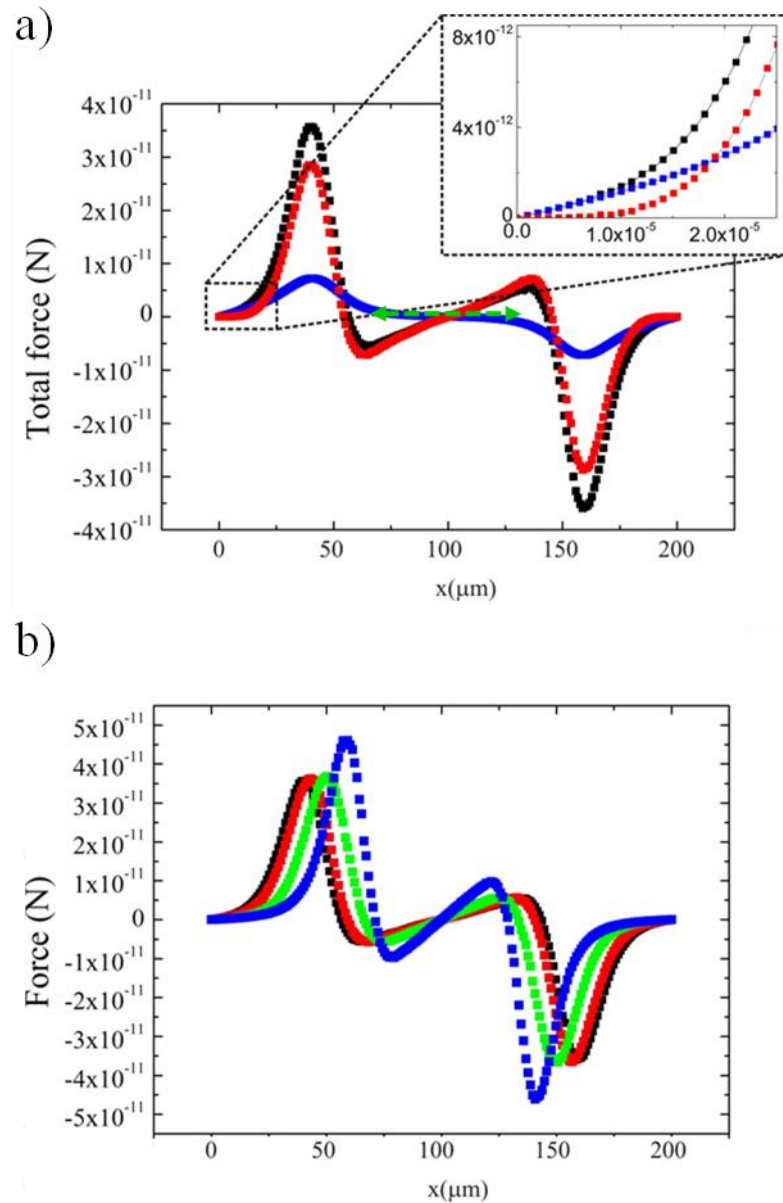 a)
8x10⁻¹²
4x10⁻¹²
0
0.0 1.0x10⁻⁵ 2.0x10⁻⁵
4x10⁻¹¹
3x10⁻¹¹
2x10⁻¹¹
1x10⁻¹¹
0
-1x10⁻¹¹
-2x10⁻¹¹
-3x10⁻¹¹
-4x10⁻¹¹
Total force (N)
0 50 100 150 200
x(μm)
b)
5x10⁻¹¹
4x10⁻¹¹
3x10⁻¹¹
2x10⁻¹¹
1x10⁻¹¹
0
-1x10⁻¹¹
-2x10⁻¹¹
-3x10⁻¹¹
-4x10⁻¹¹
-5x10⁻¹¹
Force (N)
0 50 100 150 200
x(μm)